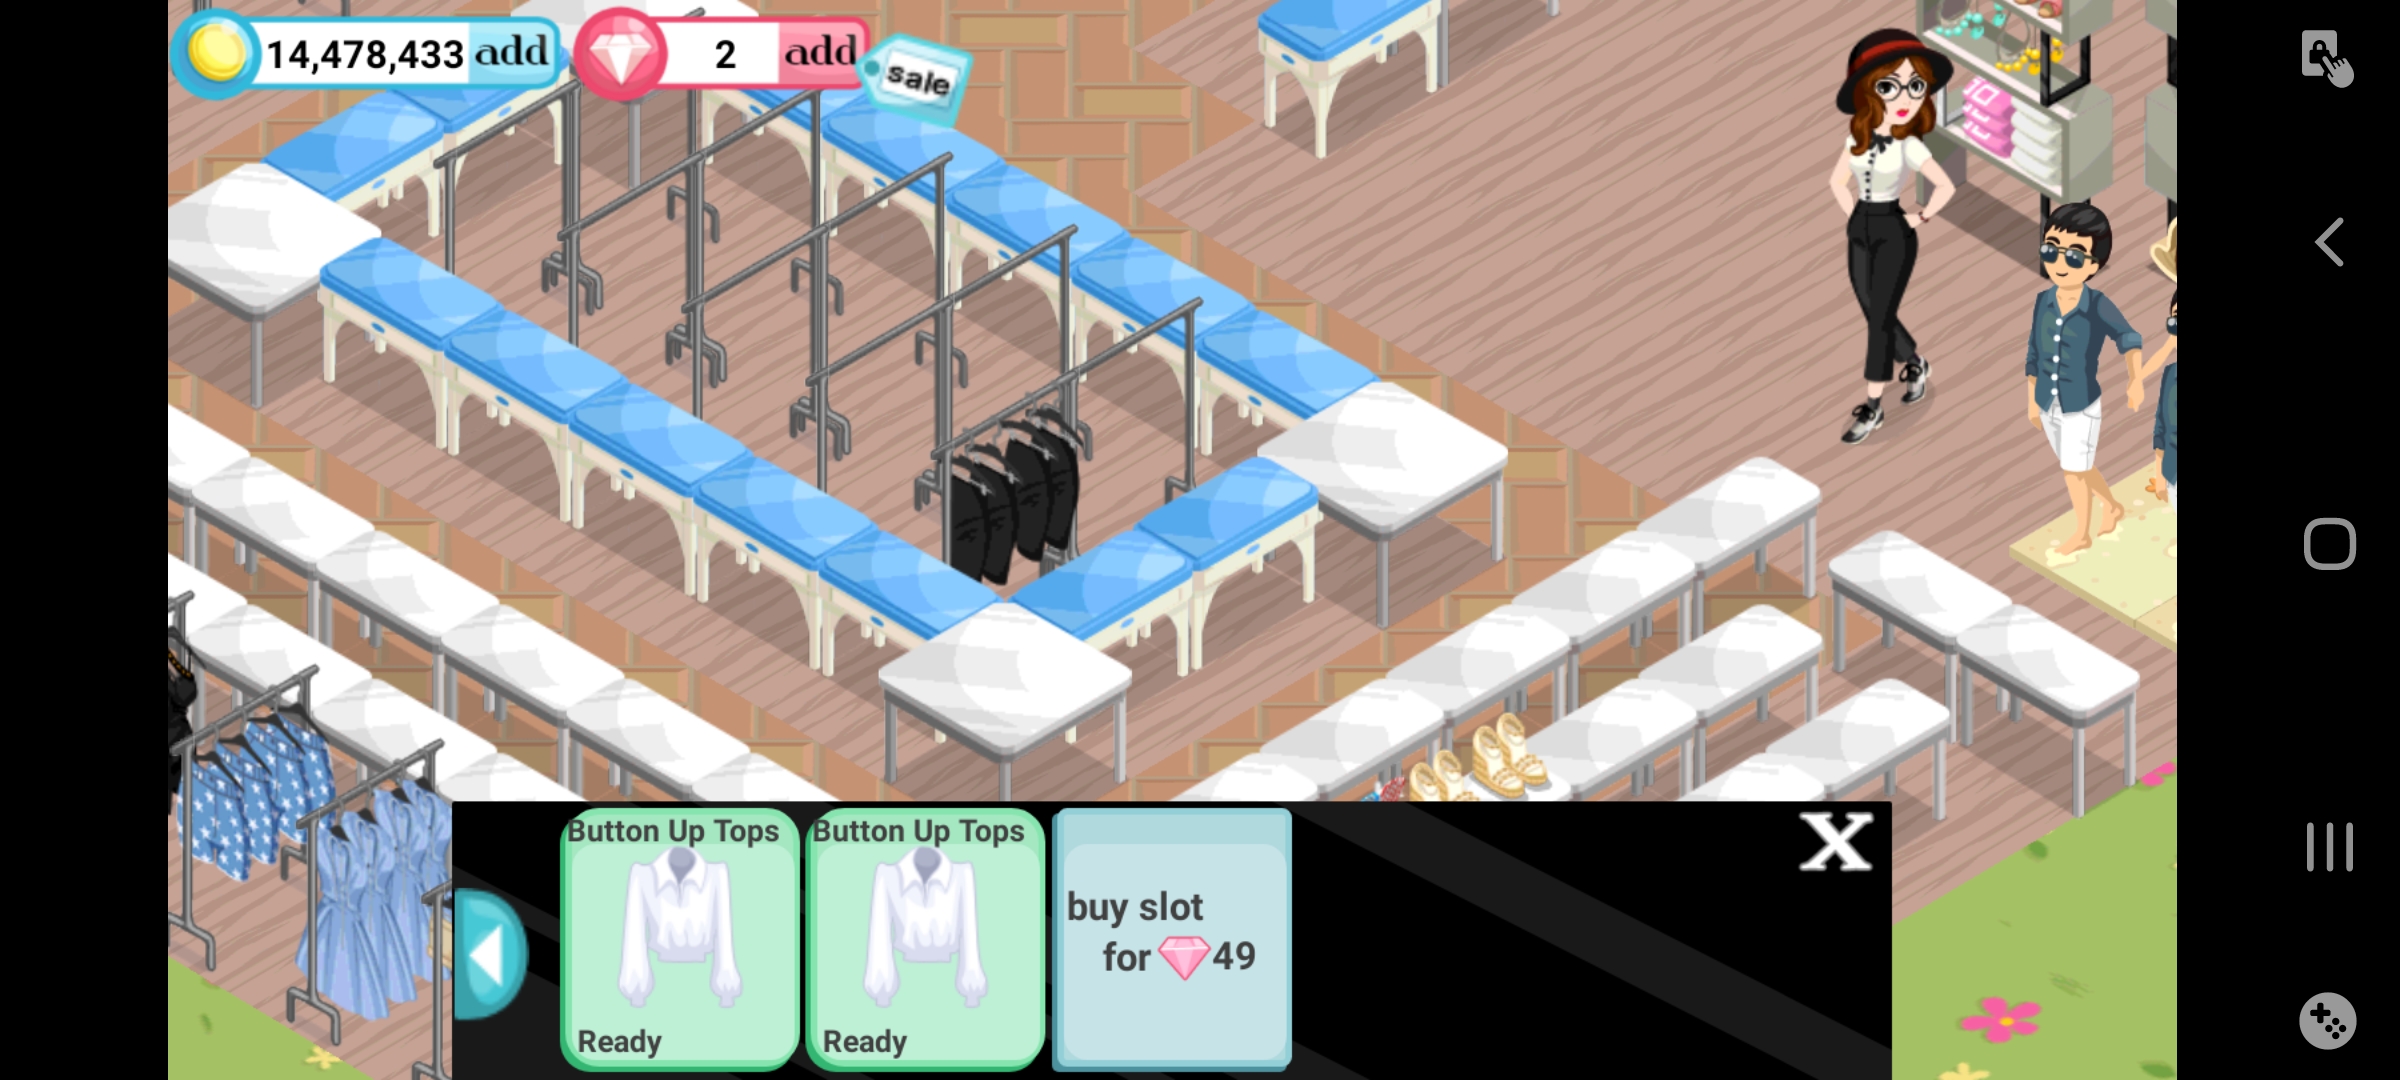 14,478,433 add
2 add
sale
Button Up Tops
Ready
Button Up Tops
Ready
buy slot
for 49
X